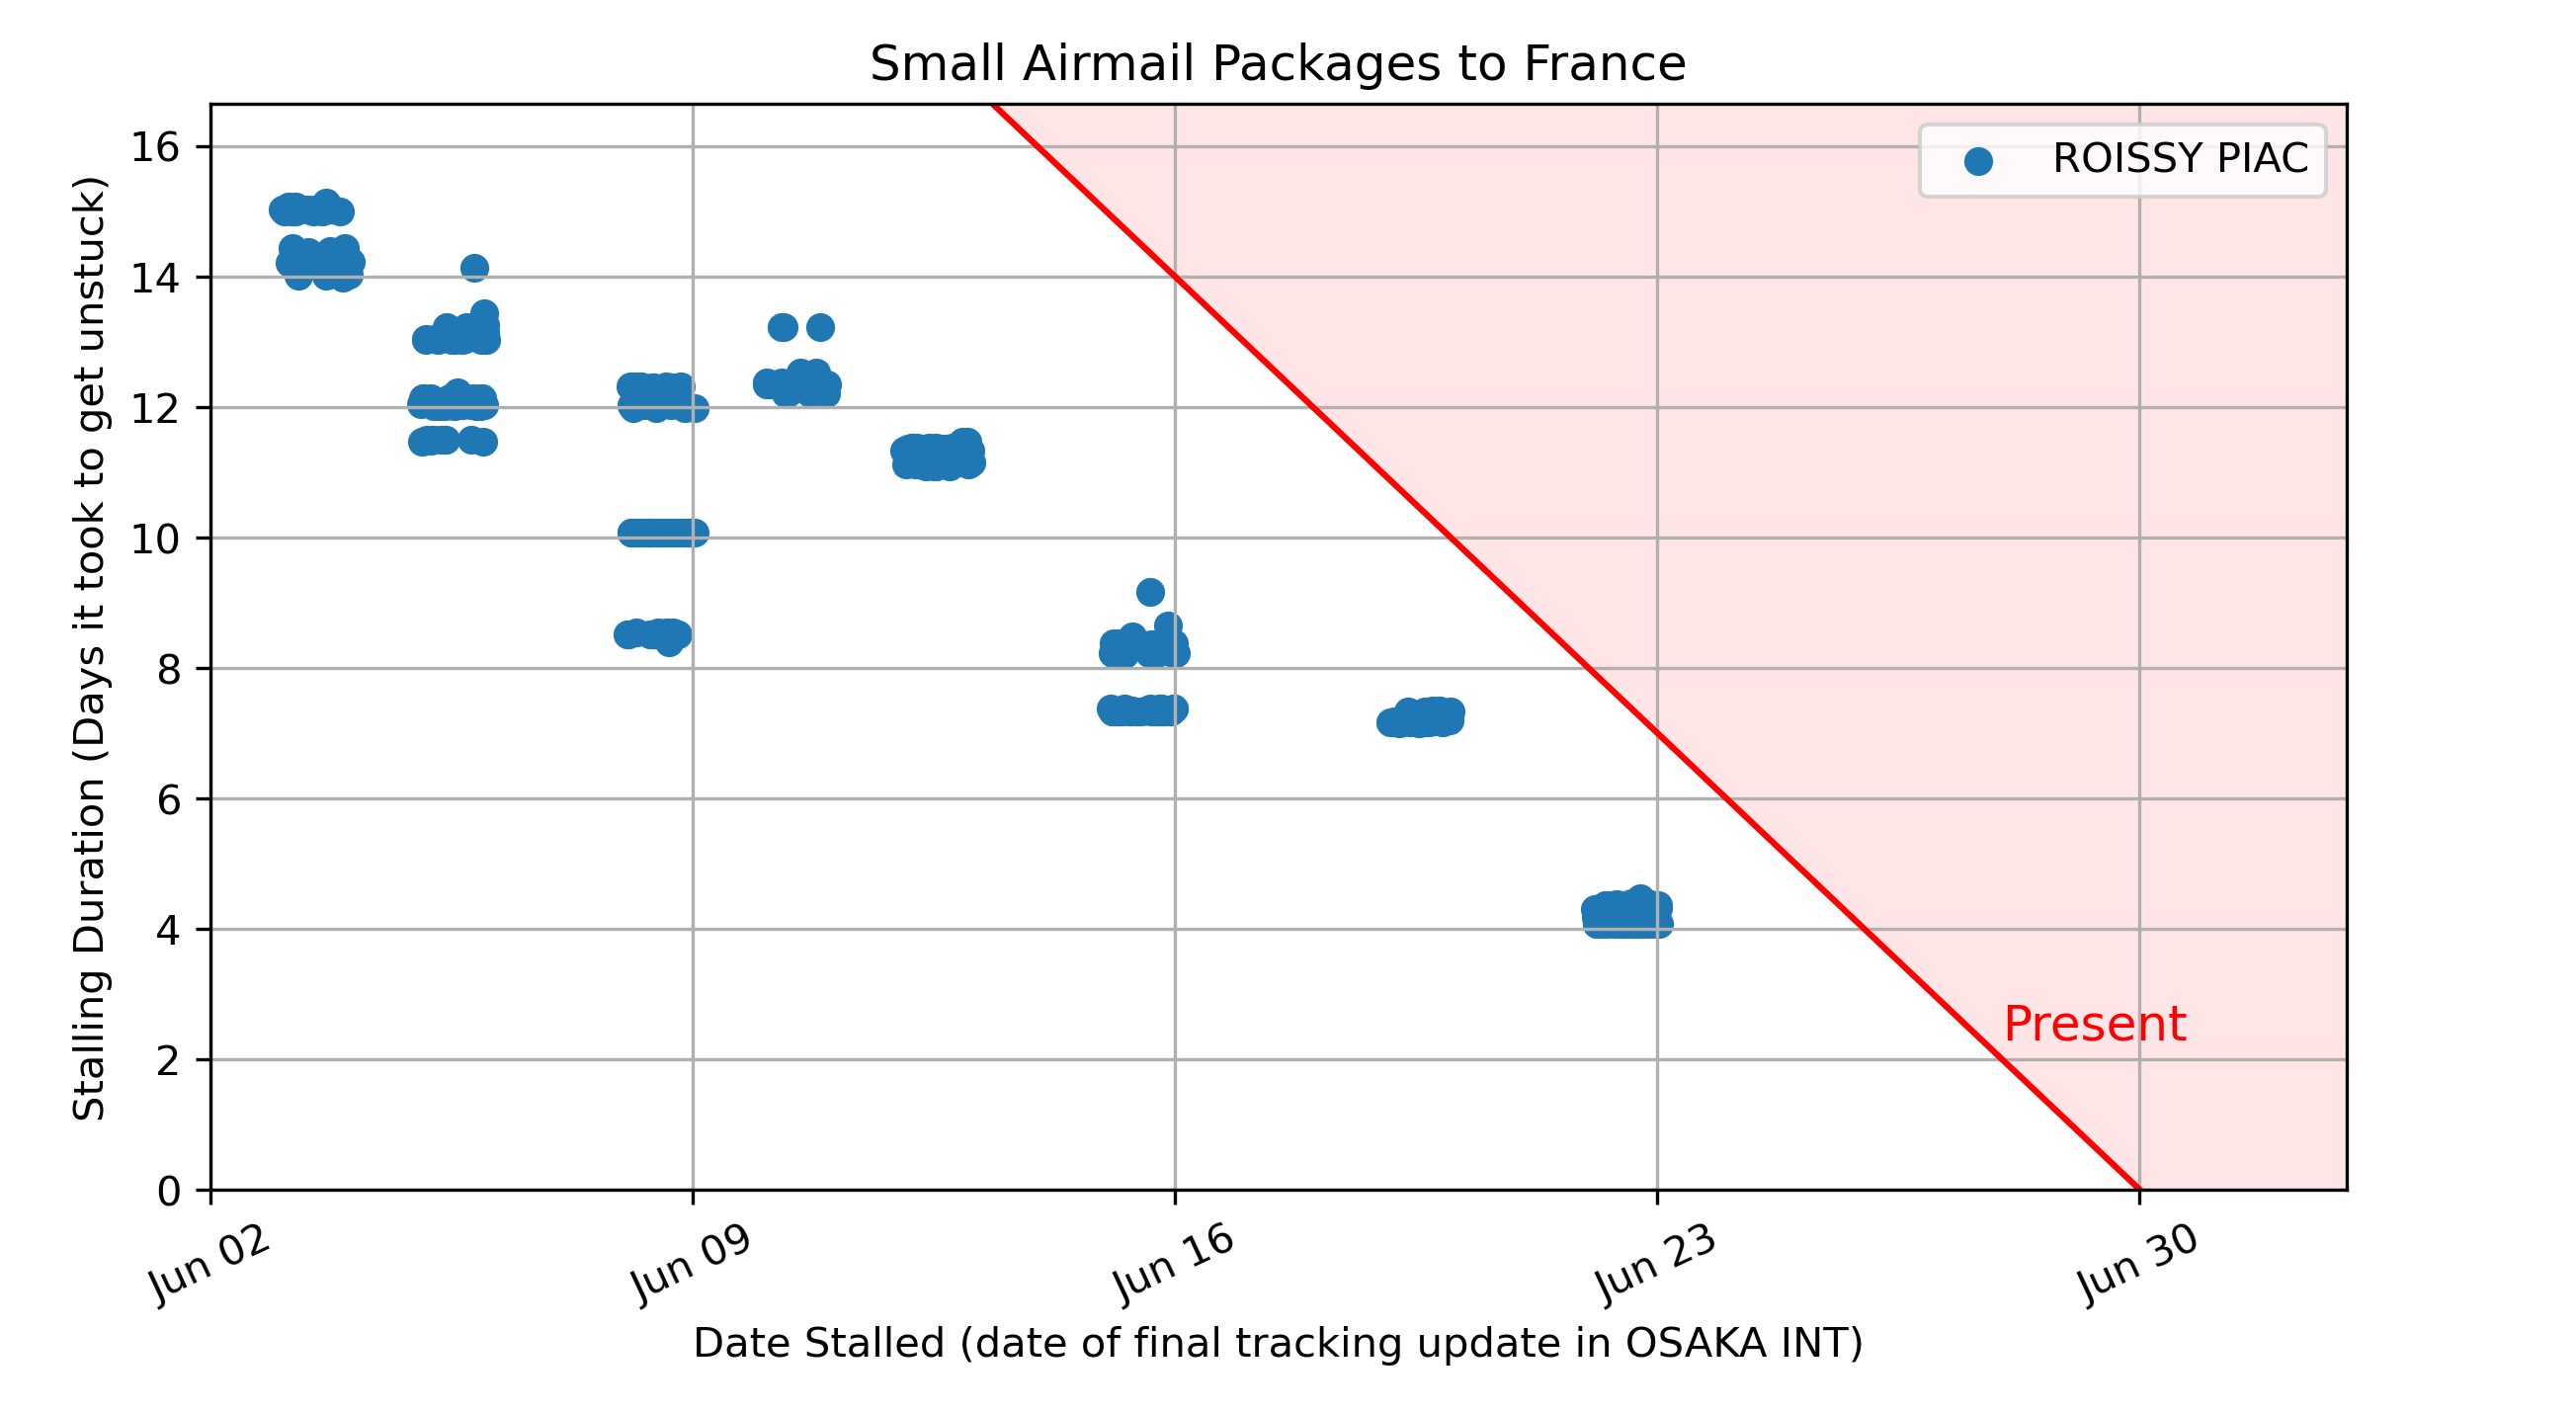 Small Airmail Packages to France
Stalling Duration (Days it took to get unstuck)
16
14
12
10
8
6
4
2
0
ROISSY PIAC
Present
Jun 02
Jun 09
Jun 16
Jun 23
Jun 30
Date Stalled (date of final tracking update in OSAKA INT)